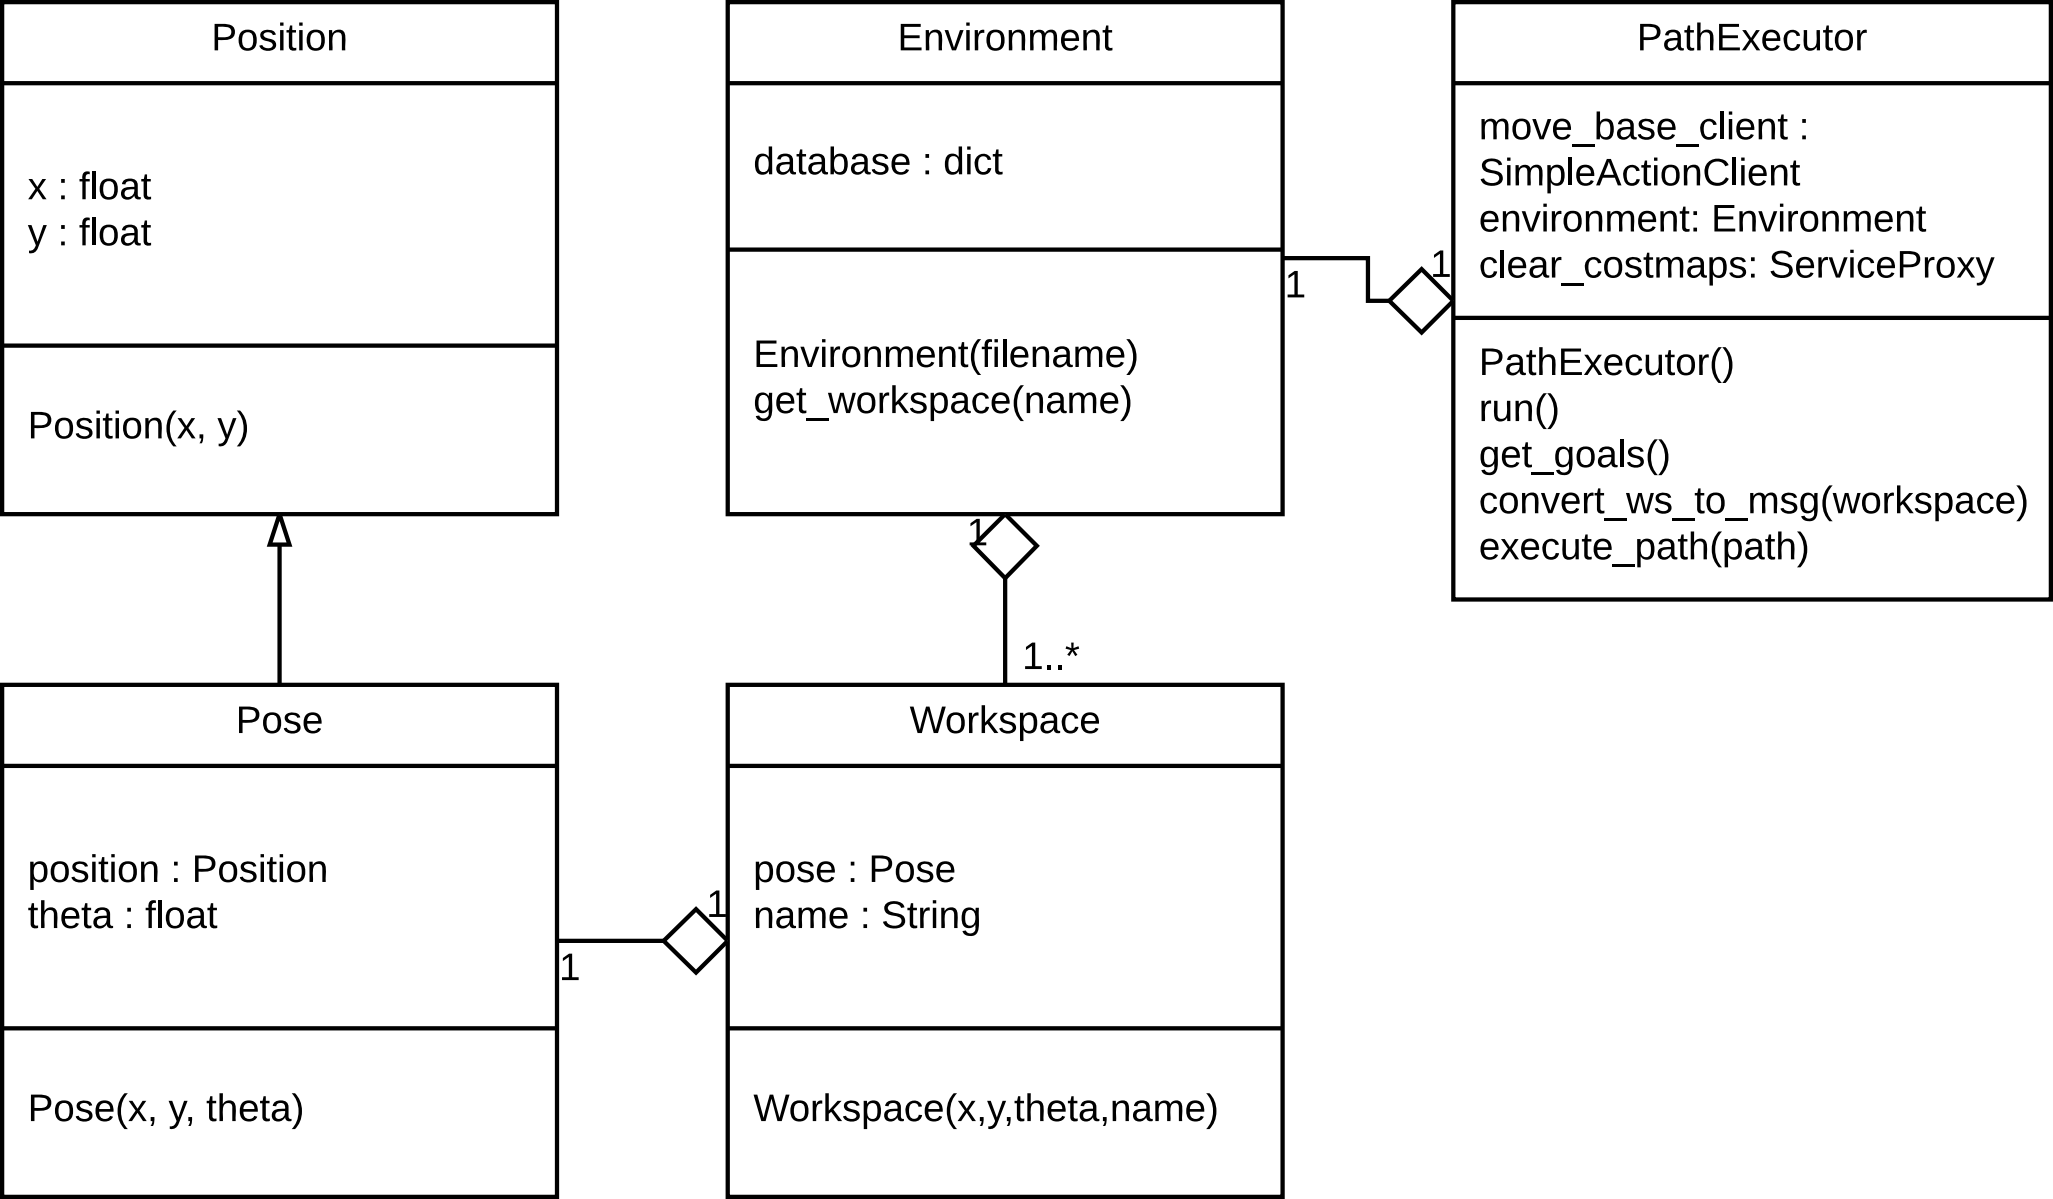 Position
x : float
y : float
Position(x, y)
Environment
database : dict
Environment(filename)
get_workspace(name)
1
1
PathExecutor
move_base_client :
SimpleActionClient
environment: Environment
clear_costmaps: ServiceProxy
PathExecutor()
run()
get_goals()
convert_ws_to_msg(workspace)
execute_path(path)
1
1..*
Pose
position : Position
theta : float
Pose(x, y, theta)
1
1
Workspace
pose : Pose
name : String
Workspace(x,y,theta,name)